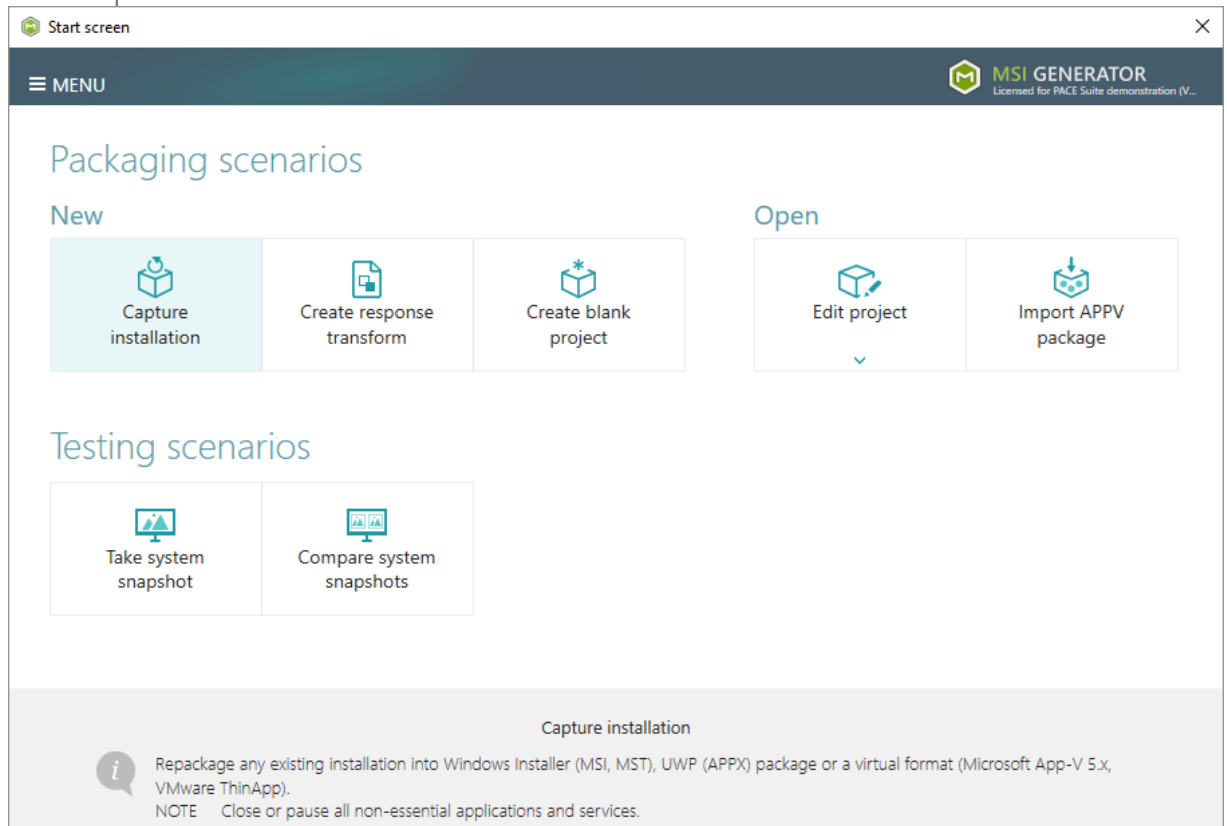 Start screen
MENU
MSI GENERATOR
Licensed for PACE Suite demonstration (V...
Packaging scenarios
New
Open
Capture
installation
Create response
transform
Create blank
project
Edit project
Import APPV
package
Testing scenarios
Take system
snapshot
Compare system
snapshots
Capture installation
Repackage any existing installation into Windows Installer (MSI, MST), UWP (APPX) package or a virtual format (Microsoft App-V 5.x,
VMware ThinApp).
NOTE Close or pause all non-essential applications and services.